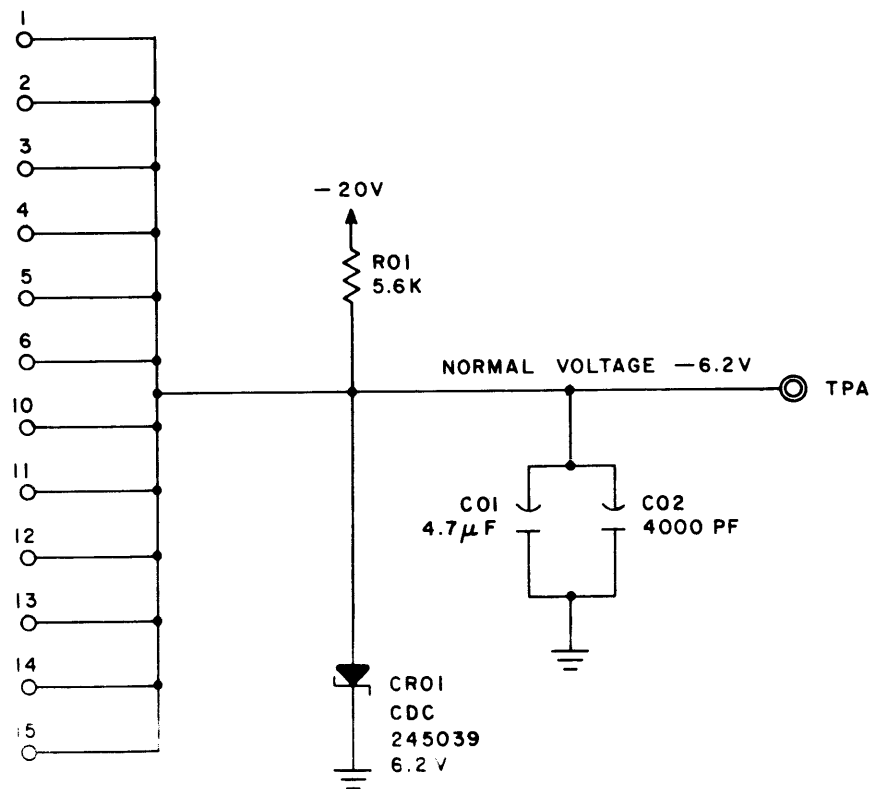 1
2
3
4
5
6
10
11
12
13
14
15
−20V
R01
5.6K
NORMAL VOLTAGE −6.2V
TPA
C01
4.7μF
C02
4000 PF
CR01
CDC
245039
6.2V